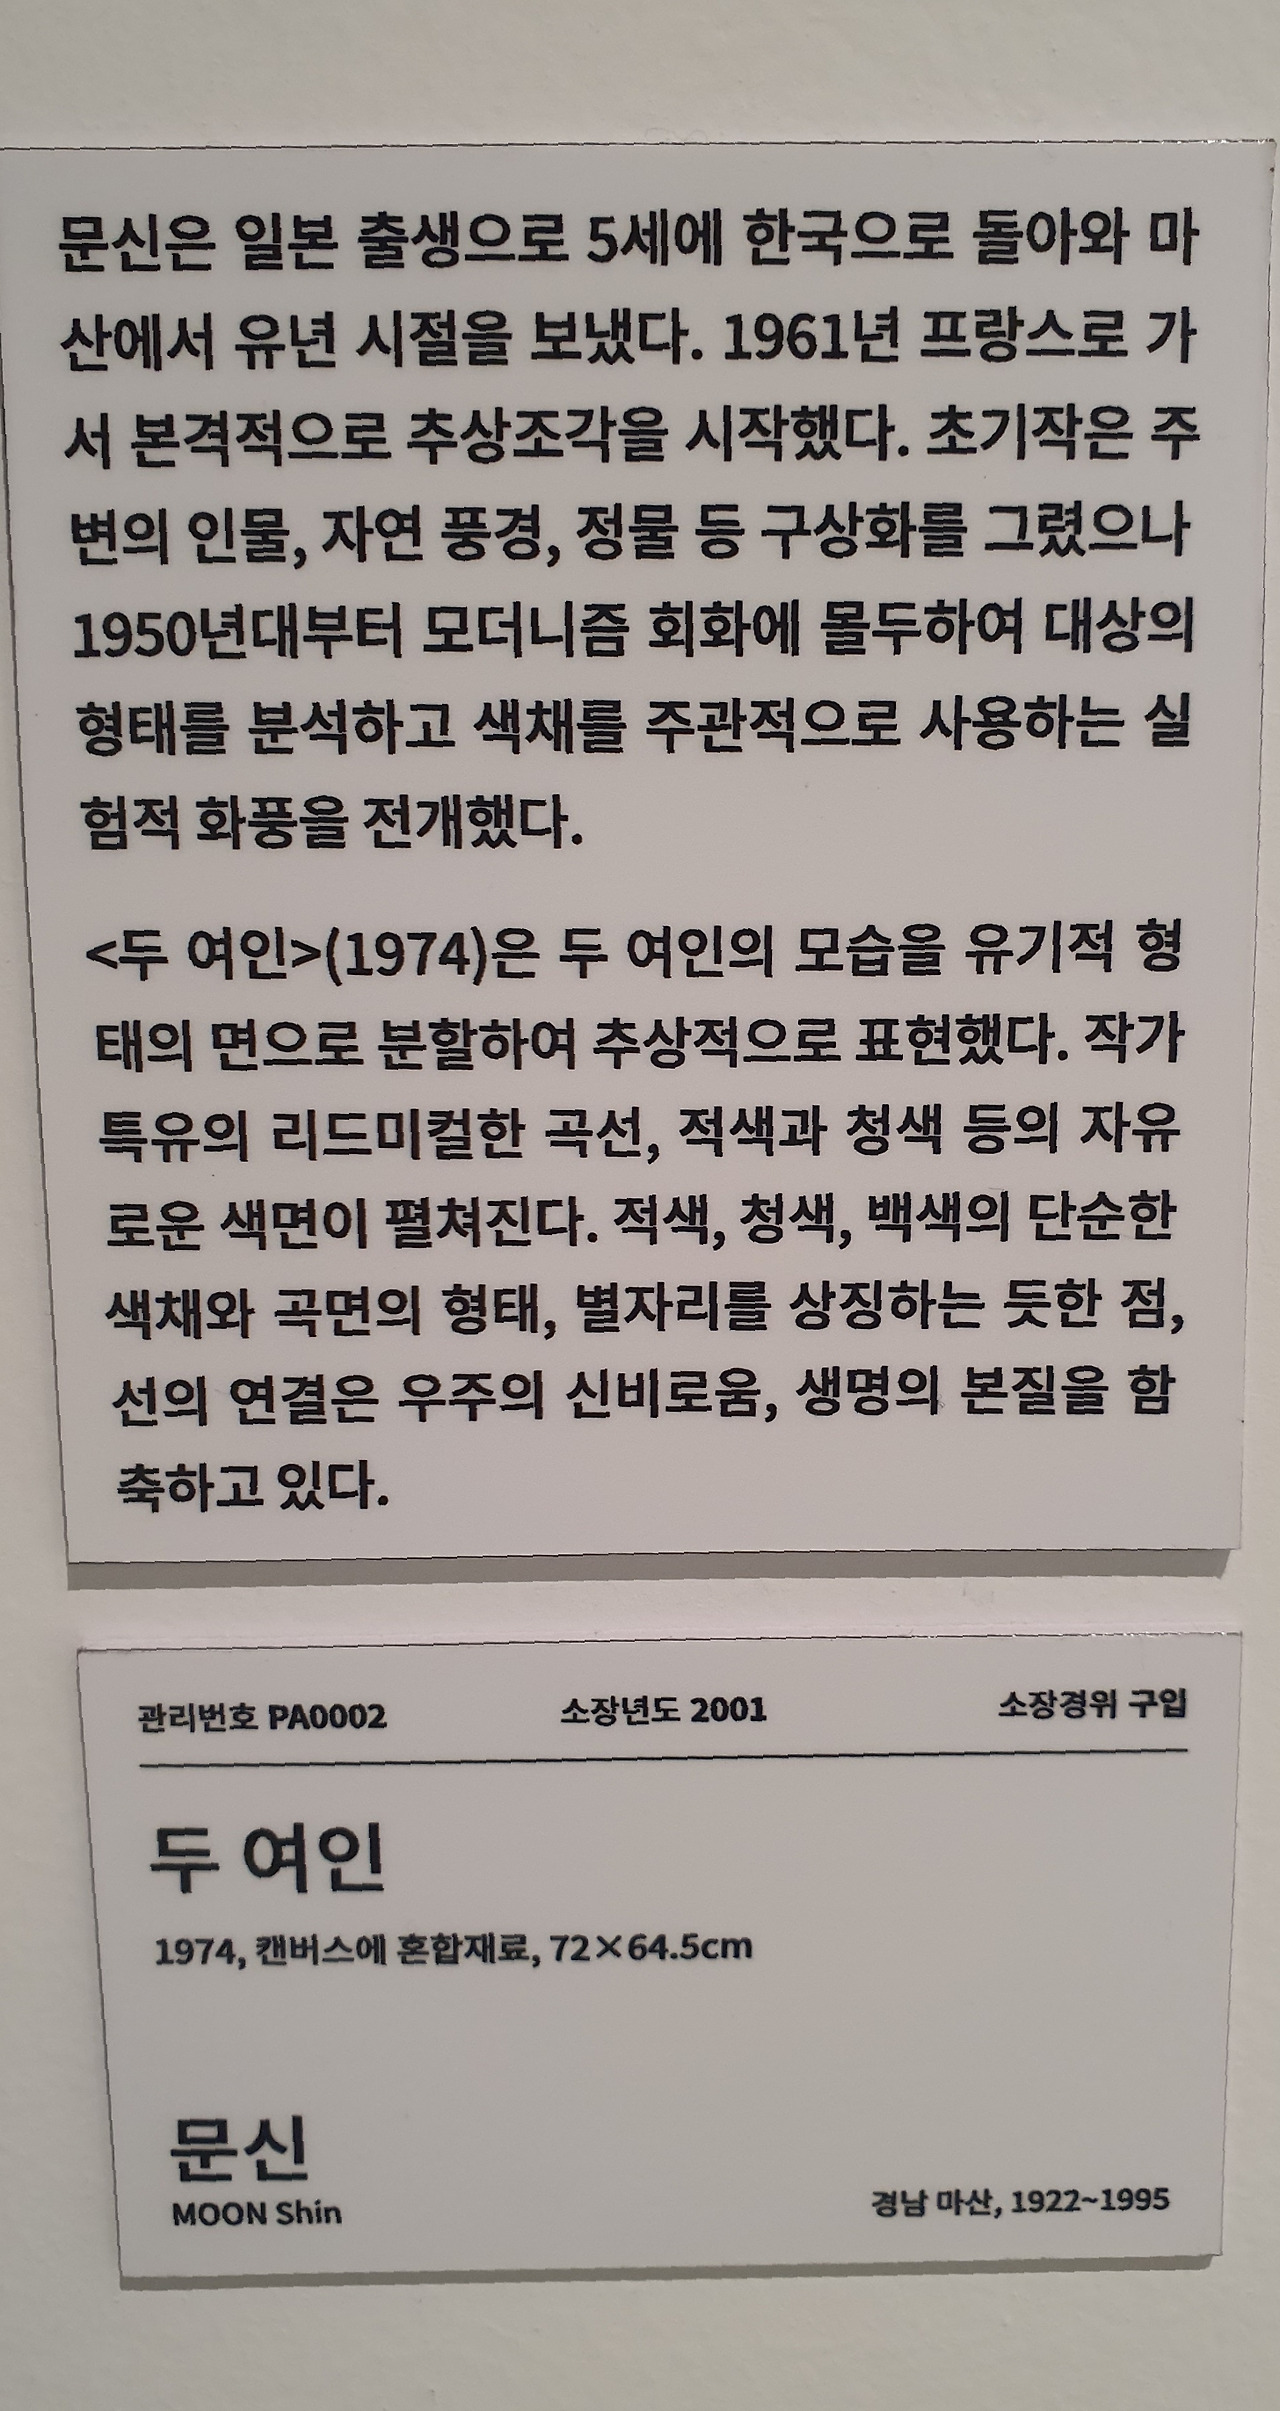 문신은 일본 출생으로 5세에 한국으로 돌아와 마
산에서 유년 시절을 보냈다. 1961년 프랑스로 가
서 본격적으로 추상조각을 시작했다. 초기작은 주
변의 인물, 자연 풍경, 정물 등 구상화를 그렸으나
1950년대부터 모더니즘 회화에 몰두하여 대상의
형태를 분석하고 색채를 주관적으로 사용하는 실
험적 화풍을 전개했다.
<두 여인>(1974)은 두 여인의 모습을 유기적 형
태의 면으로 분할하여 추상적으로 표현했다. 작가
특유의 리드미컬한 곡선, 적색과 청색 등의 자유
로운 색면이 펼쳐진다. 적색, 청색, 백색의 단순한
색채와 곡면의 형태, 별자리를 상징하는 듯한 점,
선의 연결은 우주의 신비로움, 생명의 본질을 함
축하고 있다.
관리번호 PA0002 소장년도 2001 소장경위 구입
두 여인
1974, 캔버스에 혼합재료, 72×64.5cm
문신
MOON Shin 경남 마산, 1922~1995